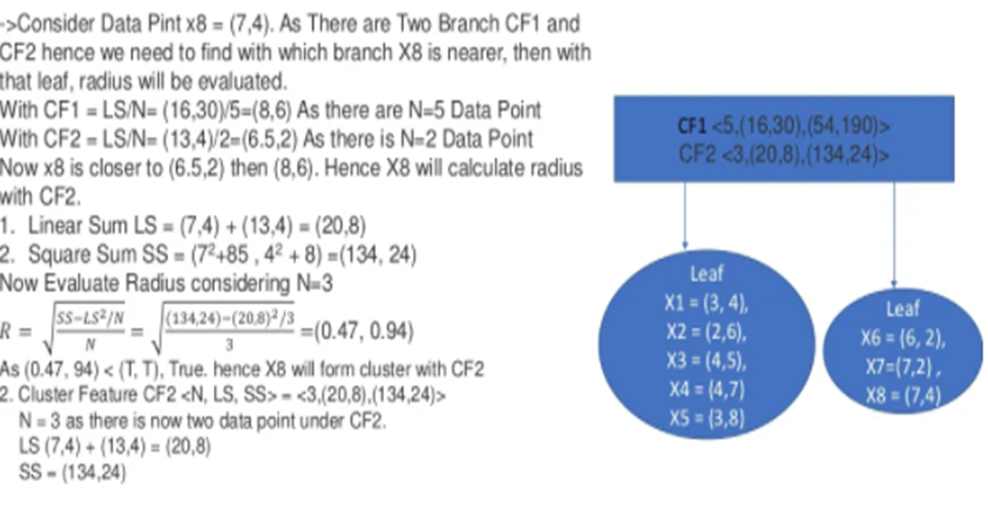 ->Consider Data Pint x8 = (7,4). As There are Two Branch CF1 and
CF2 hence we need to find with which branch X8 is nearer, then with
that leaf, radius will be evaluated.
With CF1 = LS/N= (16,30)/5=(8,6) As there are N=5 Data Point
With CF2 = LS/N= (13,4)/2=(6.5,2) As there is N=2 Data Point
Now x8 is closer to (6.5,2) then (8,6). Hence X8 will calculate radius
with CF2.
1. Linear Sum LS = (7,4) + (13,4) = (20,8)
2. Square Sum SS = (7²+85 , 4² + 8) =(134, 24)
Now Evaluate Radius considering N=3
R = √((SS-LS²/N)/N) = √(((134,24)-(20,8)²/3)/3) =(0.47, 0.94)
As (0.47, 94) < (T, T), True. hence X8 will form cluster with CF2
2. Cluster Feature CF2 <N, LS, SS> = <3,(20,8),(134,24)>
N = 3 as there is now two data point under CF2.
LS (7,4) + (13,4) = (20,8)
SS = (134,24)
CF1 <5,(16,30),(54,190)>
CF2 <3,(20,8),(134,24)>
Leaf
X1 = (3, 4),
X2 = (2,6),
X3 = (4,5),
X4 = (4,7)
X5 = (3,8)
Leaf
X6 = (6, 2),
X7=(7,2) ,
X8 = (7,4)